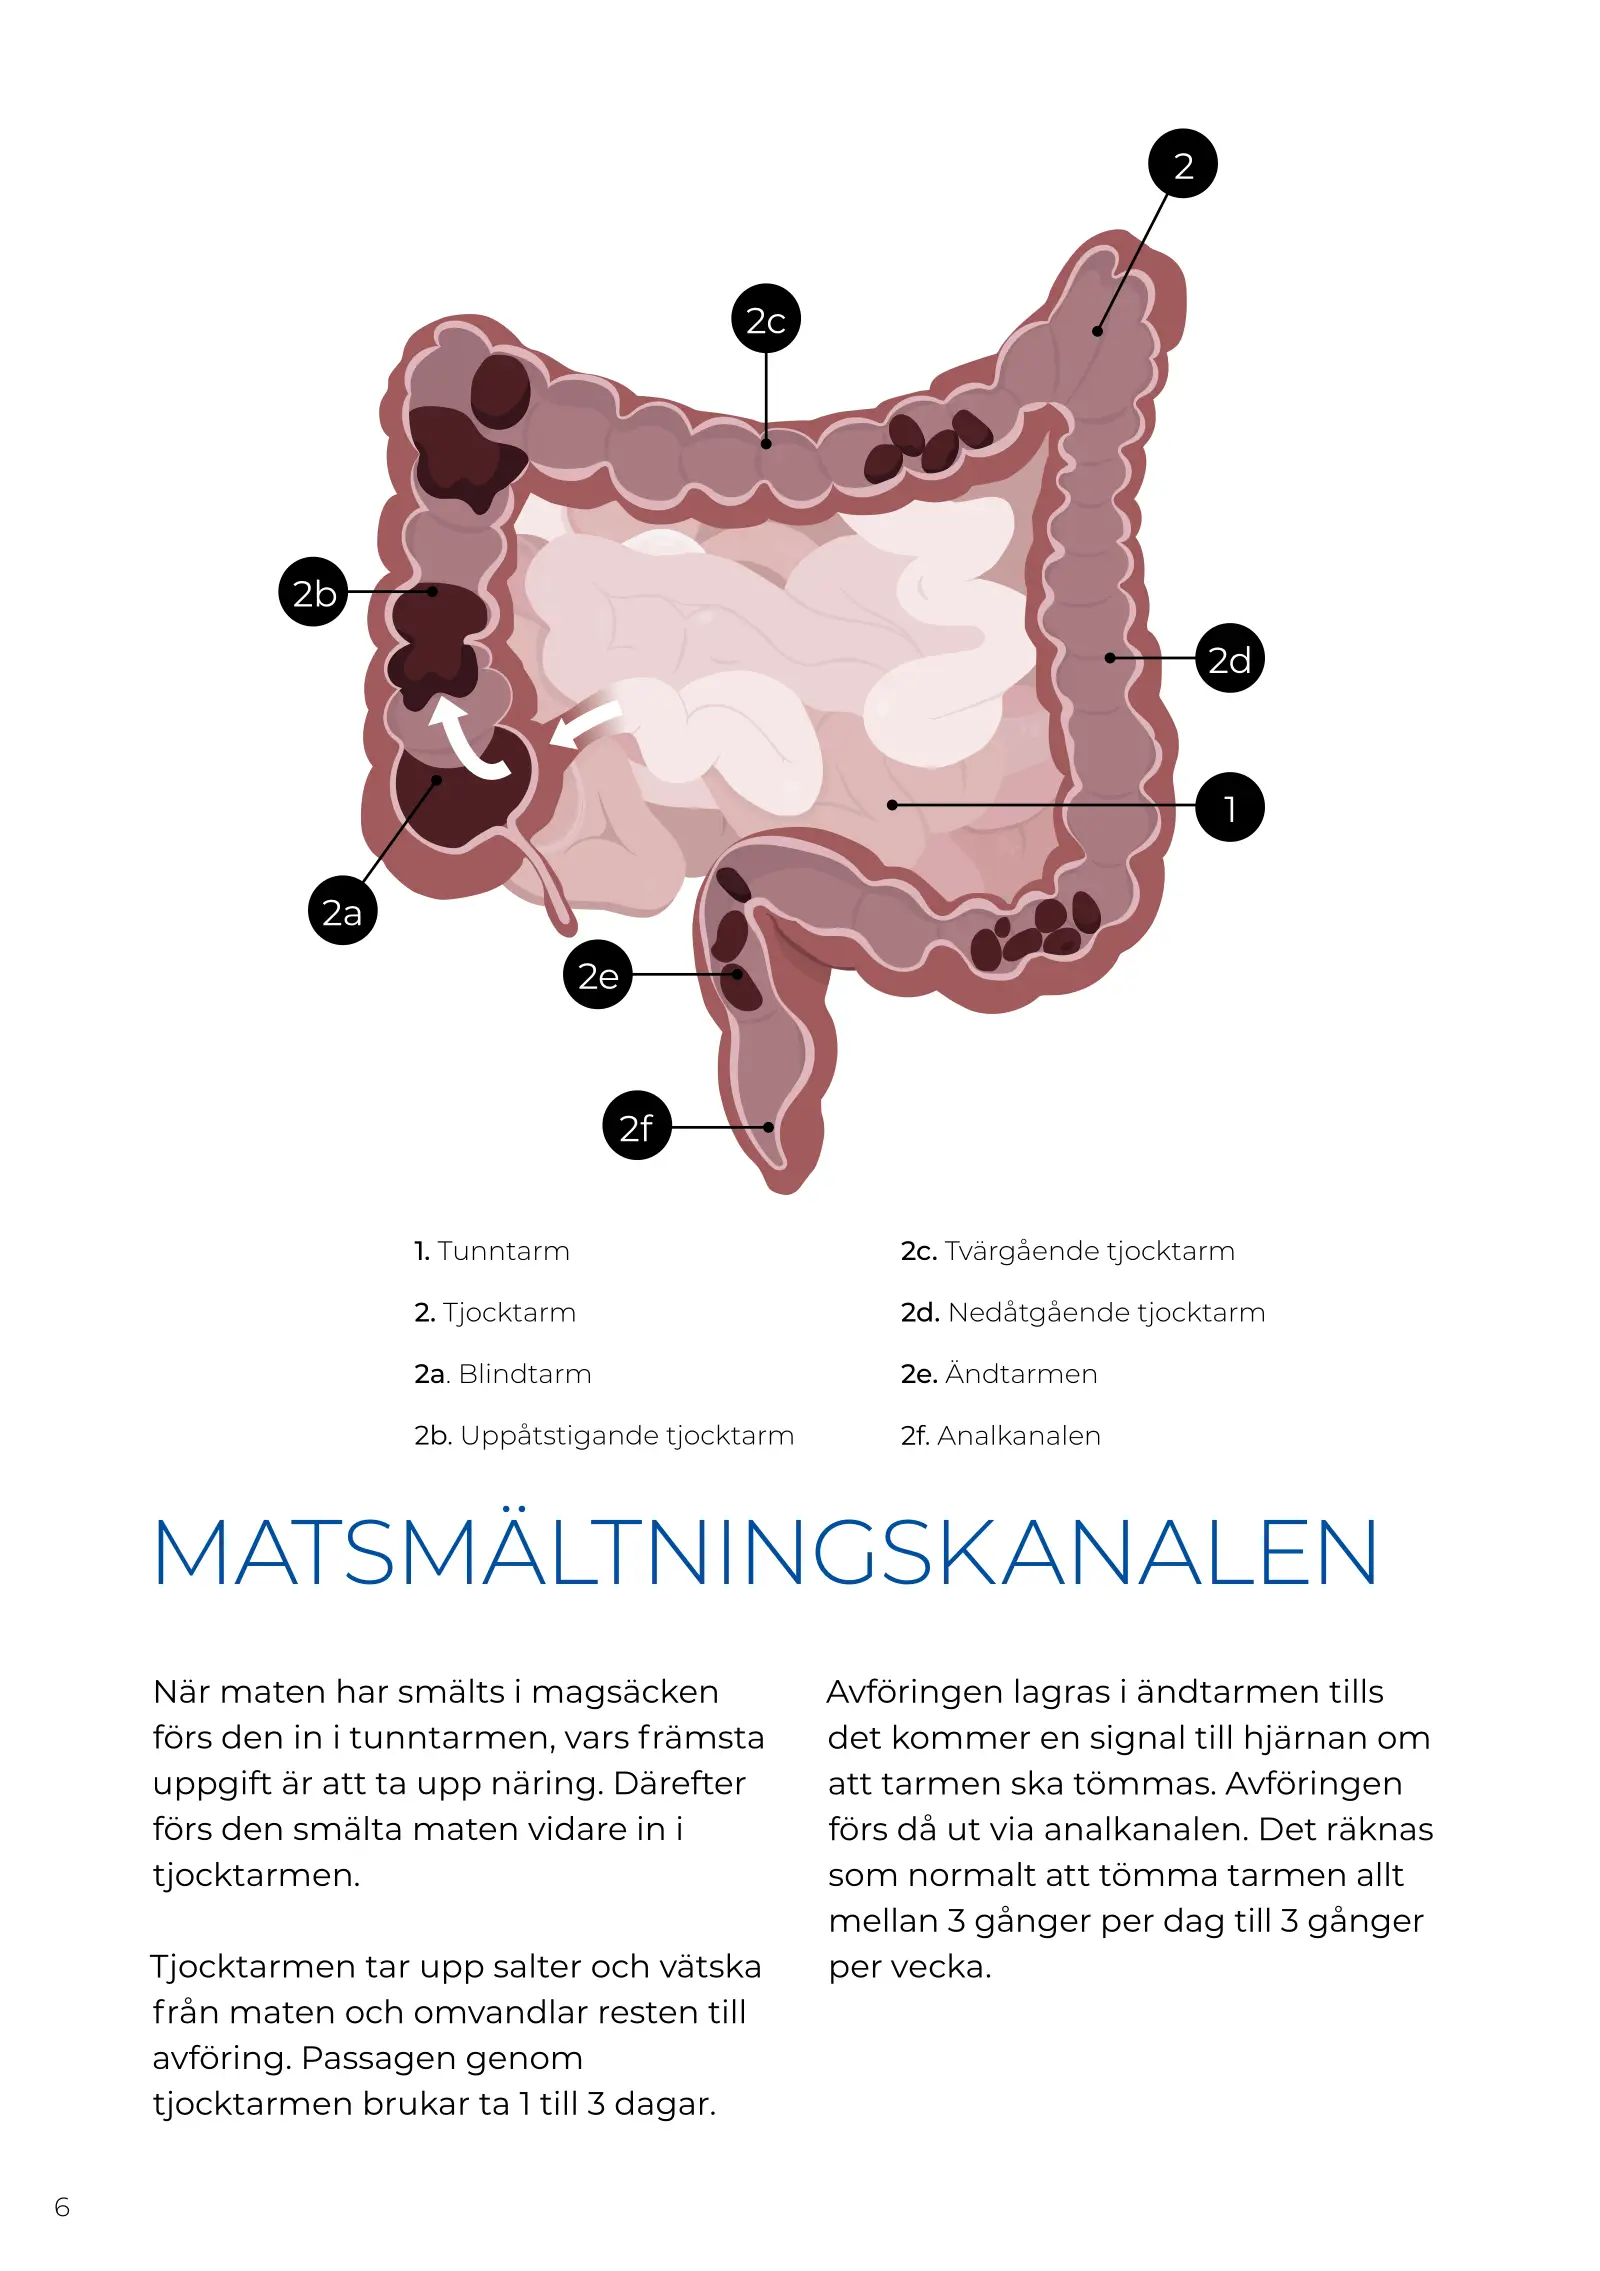 2
2c
2b
2d
1
2a
2e
2f
1. Tunntarm
2. Tjocktarm
2a. Blindtarm
2b. Uppåtstigande tjocktarm
2c. Tvärgående tjocktarm
2d. Nedåtgående tjocktarm
2e. Ändtarmen
2f. Analkanalen
MATSMÄLTNINGSKANALEN
När maten har smälts i magsäcken
förs den in i tunntarmen, vars främsta
uppgift är att ta upp näring. Därefter
förs den smälta maten vidare in i
tjocktarmen.
Tjocktarmen tar upp salter och vätska
från maten och omvandlar resten till
avföring. Passagen genom
tjocktarmen brukar ta 1 till 3 dagar.
Avföringen lagras i ändtarmen tills
det kommer en signal till hjärnan om
att tarmen ska tömmas. Avföringen
förs då ut via analkanalen. Det räknas
som normalt att tömma tarmen allt
mellan 3 gånger per dag till 3 gånger
per vecka.
6